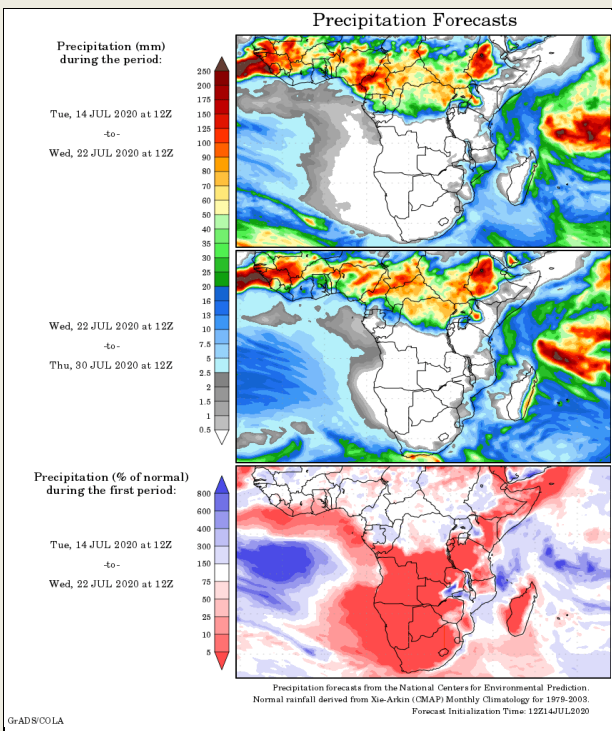 Precipitation Forecasts
Precipitation (mm)
during the period:
Tue, 14 JUL 2020 at 12Z
-to-
Wed, 22 JUL 2020 at 12Z
250
200
175
150
125
100
90
80
70
60
50
40
35
30
25
20
16
13
10
7.5
5
2.5
2
1.5
1
0.5
Wed, 22 JUL 2020 at 12Z
-to-
Thu, 30 JUL 2020 at 12Z
Precipitation (% of normal)
during the first period:
Tue, 14 JUL 2020 at 12Z
-to-
Wed, 22 JUL 2020 at 12Z
800
600
400
300
150
75
50
25
10
5
Precipitation forecasts from the National Centers for Environmental Prediction.
Normal rainfall derived from Xie-Arkin (CMAP) Monthly Climatology for 1979-2003.
Forecast Initialization Time: 12Z14JUL2020
GrADS/COLA